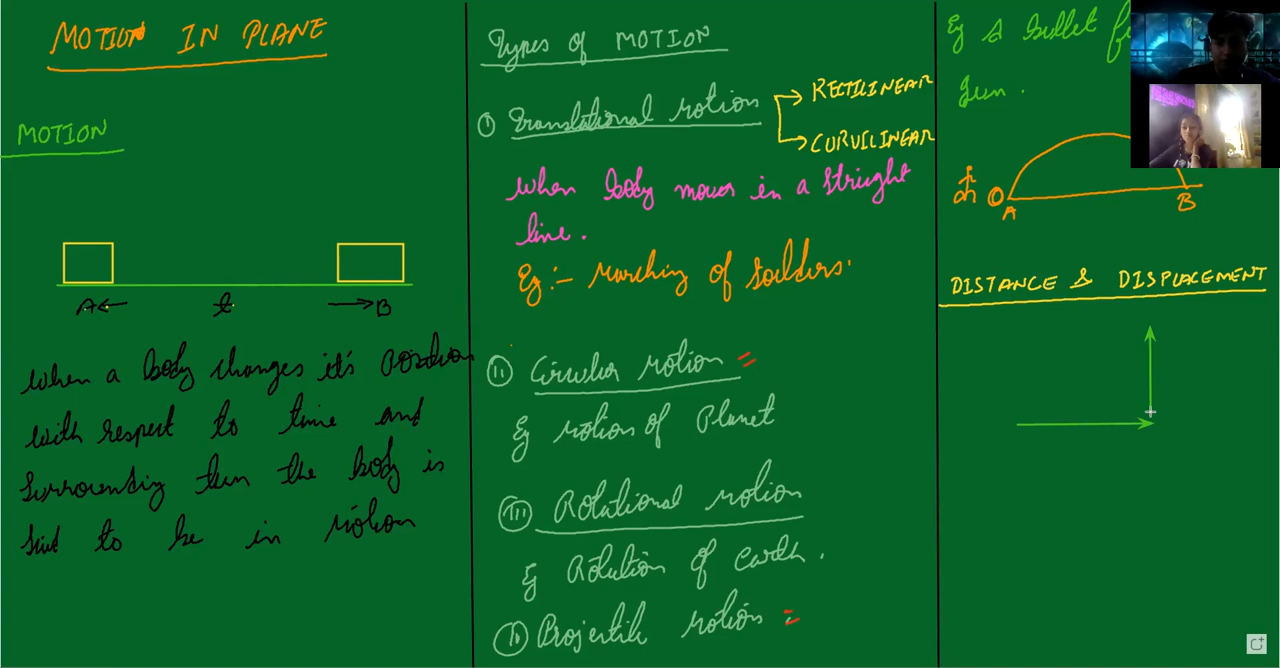 MOTION IN PLANE
MOTION
A t B
when a body changes it's position
with respect to time and
surrounding then the body is
said to be in motion
Types of MOTION
(i) Translational motion
RECTILINEAR
CURVILINEAR
when body moves in a straight
line.
Eg :- Marching of
(ii) Circular motion =
Eg motion of Planet
(iii) Rotational motion
Eg Rotation of earth.
Projectile motion =
Eg A bullet
gun.
A B
DISTANCE & DISPLACEMENT